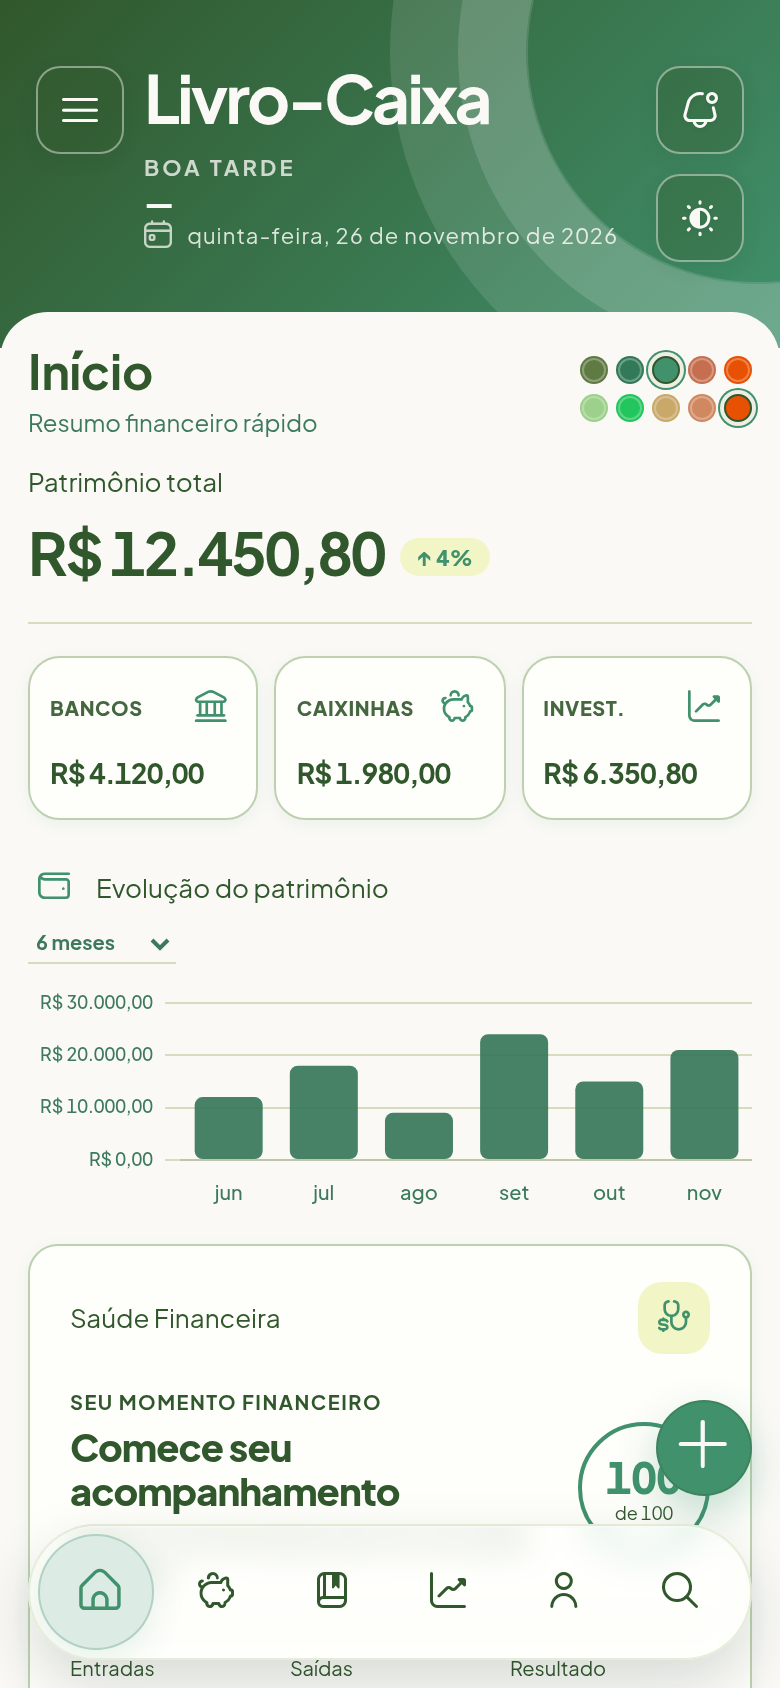 Livro-Caixa
BOA TARDE
quinta-feira, 26 de novembro de 2026
Início
Resumo financeiro rápido
Patrimônio total
R$ 12.450,80
4%
BANCOS
R$ 4.120,00
CAIXINHAS
R$ 1.980,00
INVEST.
R$ 6.350,80
Evolução do patrimônio
6 meses
R$ 30.000,00
R$ 20.000,00
R$ 10.000,00
R$ 0,00
jun jul ago set out nov
Saúde Financeira
SEU MOMENTO FINANCEIRO
Comece seu
acompanhamento
100
de 100
Entradas Saídas Resultado